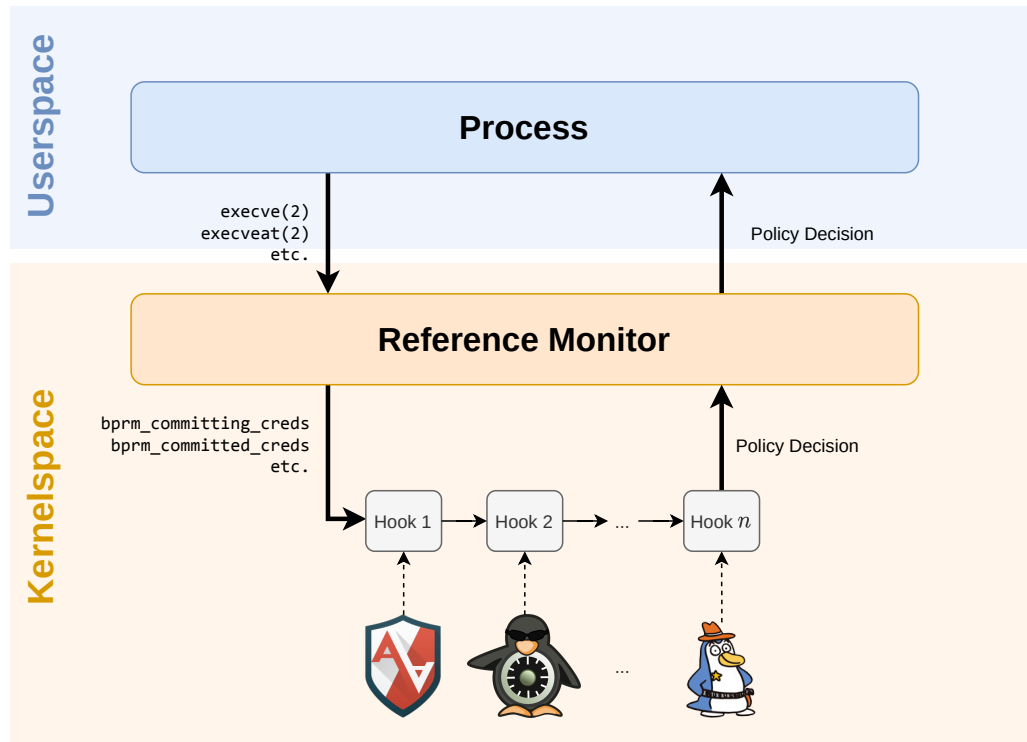 Userspace
Process
execve(2)
execveat(2)
etc.
Policy Decision
Kernelspace
Reference Monitor
bprm_committing_creds
bprm_committed_creds
etc.
Policy Decision
Hook 1
Hook 2
...
Hook n
...